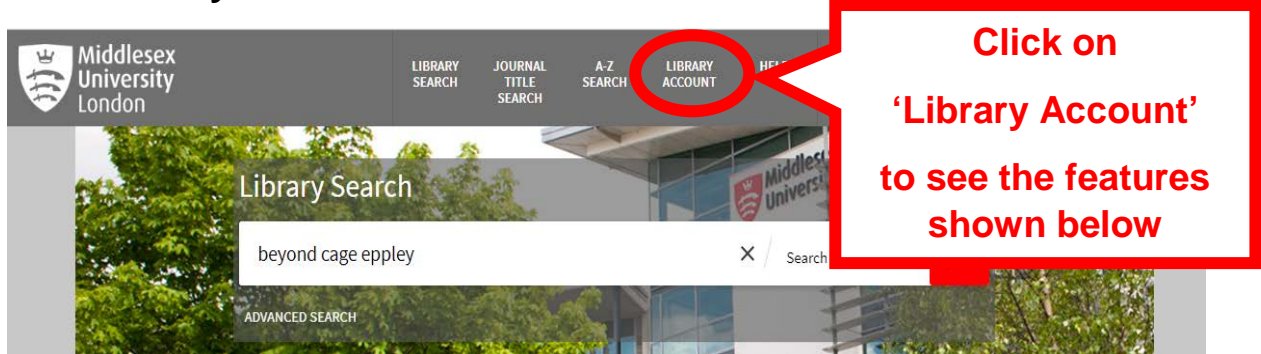 Middlesex
University
London
LIBRARY
SEARCH
JOURNAL
TITLE
SEARCH
A-Z
SEARCH
LIBRARY
ACCOUNT
Click on
'Library Account'
to see the features
shown below
Library Search
beyond cage eppley
Search
ADVANCED SEARCH